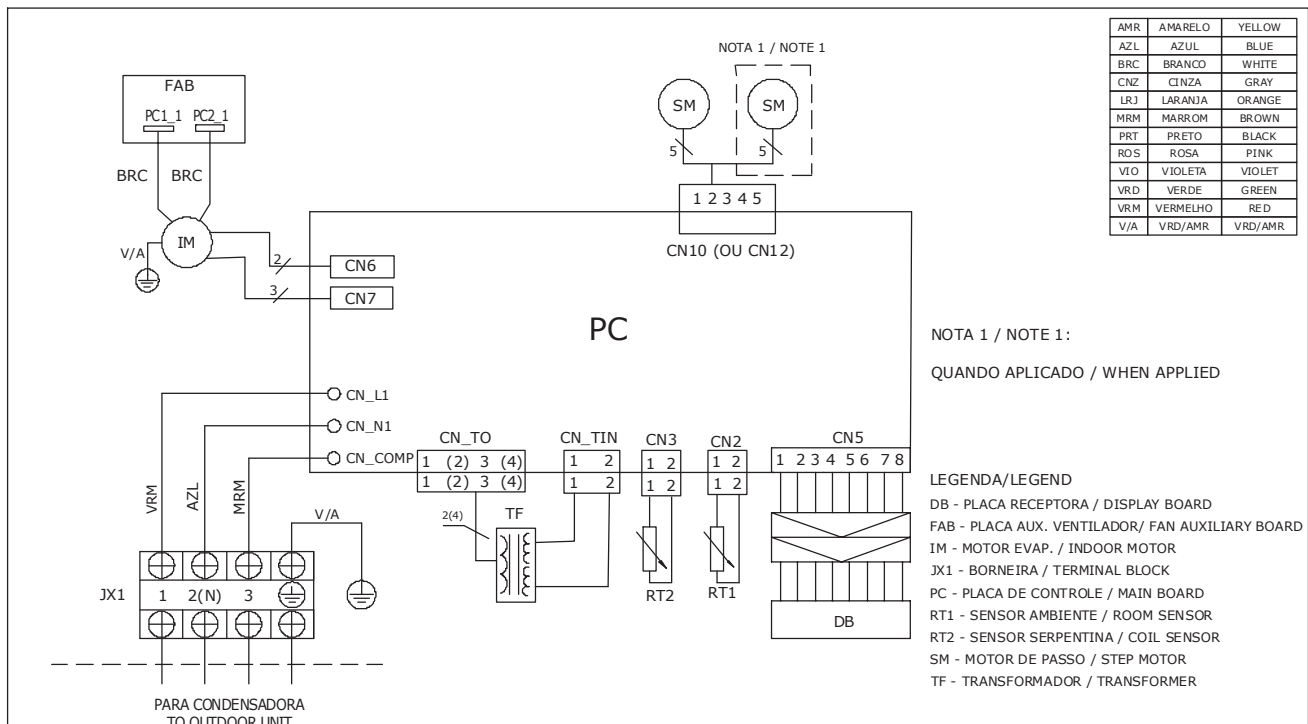 NOTA 1 / NOTE 1
FAB
PC1_1 PC2_1
BRC BRC
IM
V/A
2
3
CN6
CN7
SM SM
5 5
1 2 3 4 5
CN10 (OU CN12)
PC
CN_L1
CN_N1
CN_COMP
CN_TO
1 (2) 3 (4)
1 (2) 3 (4)
CN_TIN
1 2
1 2
CN3
1 2
1 2
CN2
1 2
1 2
CN5
1 2 3 4 5 6 7 8
2(4)
TF
RT2
RT1
DB
VRM
AZL
MRM
V/A
JX1 1 2(N) 3
PARA CONDENSADORA
TO OUTDOOR UNIT
AMR AMARELO YELLOW
AZL AZUL BLUE
BRC BRANCO WHITE
CNZ CINZA GRAY
LRJ LARANJA ORANGE
MRM MARROM BROWN
PRT PRETO BLACK
ROS ROSA PINK
VIO VIOLETA VIOLET
VRD VERDE GREEN
VRM VERMELHO RED
V/A VRD/AMR VRD/AMR
NOTA 1 / NOTE 1:
QUANDO APLICADO / WHEN APPLIED
LEGENDA/LEGEND
DB - PLACA RECEPTORA / DISPLAY BOARD
FAB - PLACA AUX. VENTILADOR/ FAN AUXILIARY BOARD
IM - MOTOR EVAP. / INDOOR MOTOR
JX1 - BORNEIRA / TERMINAL BLOCK
PC - PLACA DE CONTROLE / MAIN BOARD
RT1 - SENSOR AMBIENTE / ROOM SENSOR
RT2 - SENSOR SERPENTINA / COIL SENSOR
SM - MOTOR DE PASSO / STEP MOTOR
TF - TRANSFORMADOR / TRANSFORMER